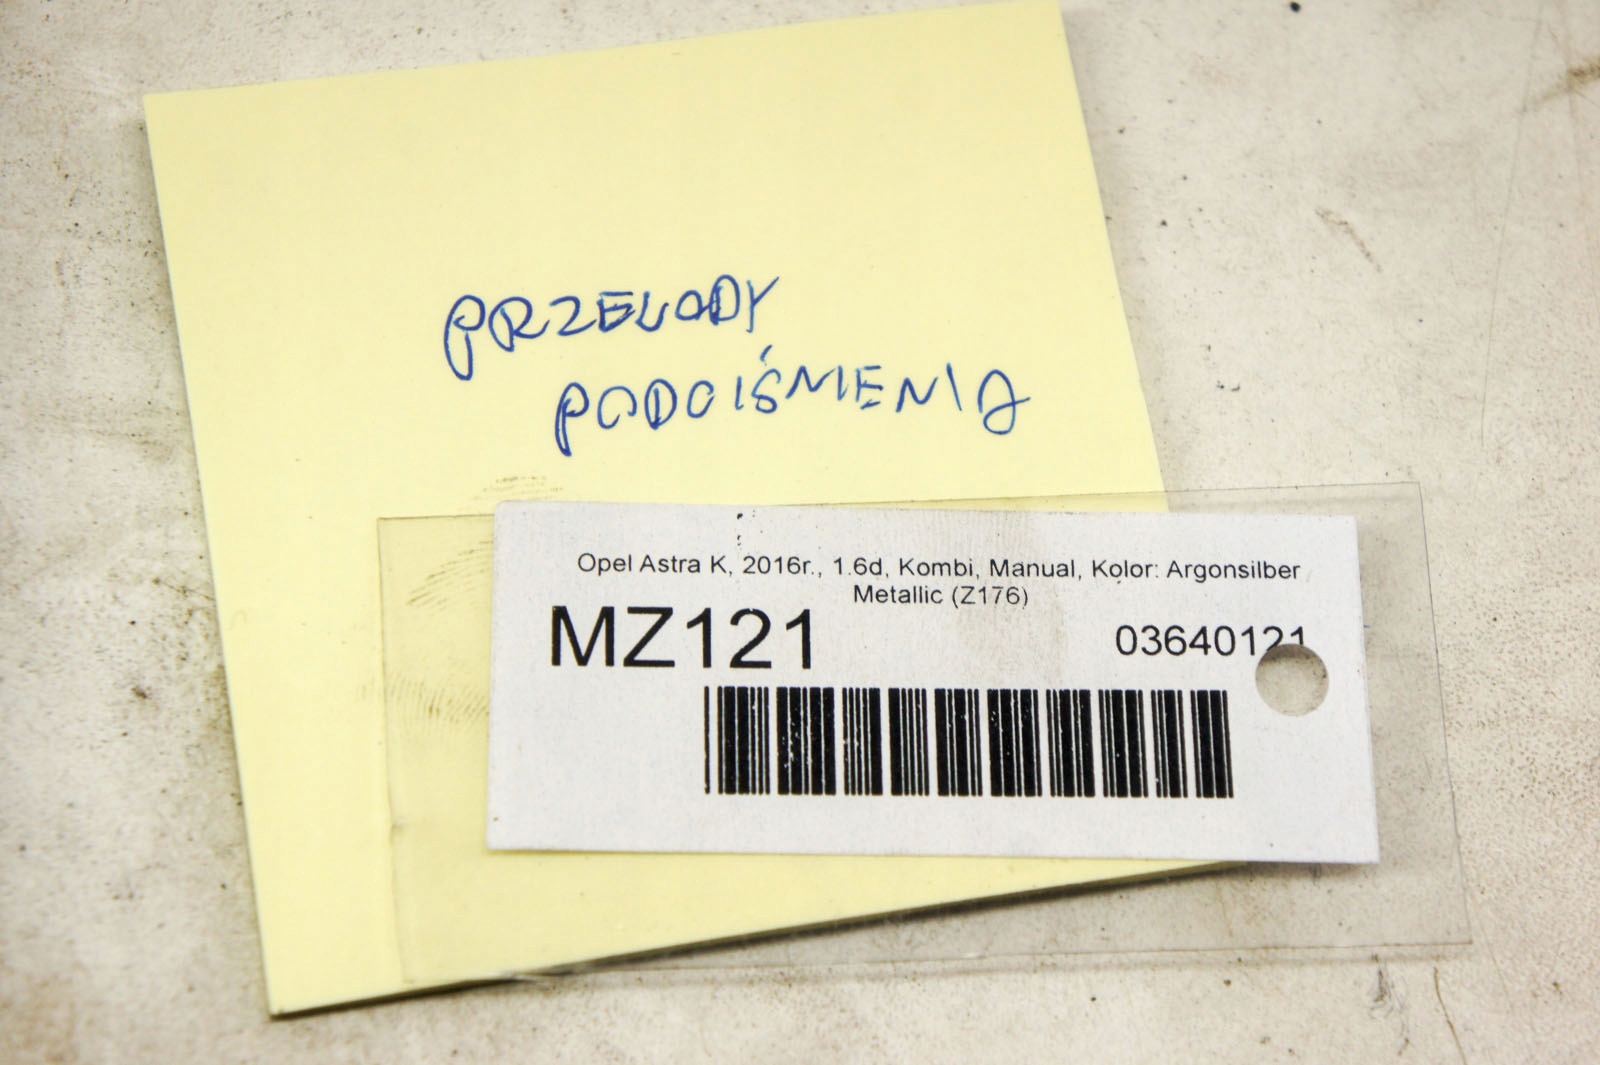 PRZEWODY
PODCIŚNIENIA
Opel Astra K, 2016r., 1.6d, Kombi, Manual, Kolor: Argonsilber
Metallic (Z176)
MZ121
03640121